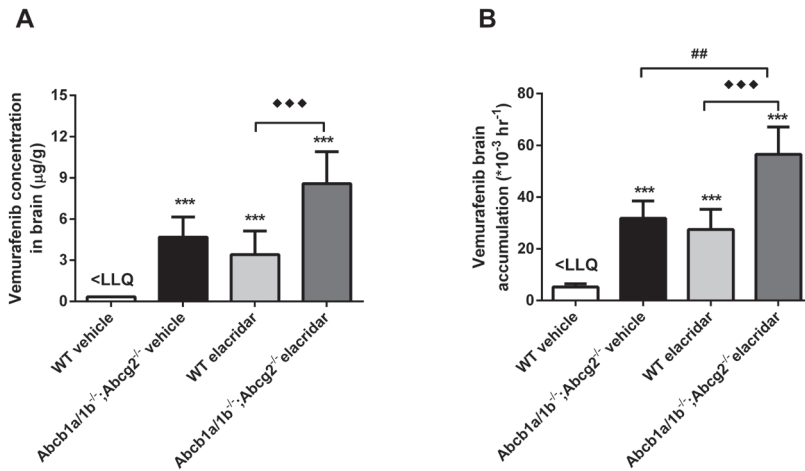 A
Vemurafenib concentration
in brain (μg/g)
15
12
9
6
3
0
<LLQ
***
***
◆◆◆
***
WT vehicle
Abcb1a/1b-/-;Abcg2-/- vehicle
WT elacridar
Abcb1a/1b-/-;Abcg2-/- elacridar
B
Vemurafenib brain
accumulation (*10-3 hr-1)
80
60
40
20
0
##
◆◆◆
<LLQ
***
***
***
WT vehicle
Abcb1a/1b-/-;Abcg2-/- vehicle
WT elacridar
Abcb1a/1b-/-;Abcg2-/- elacridar